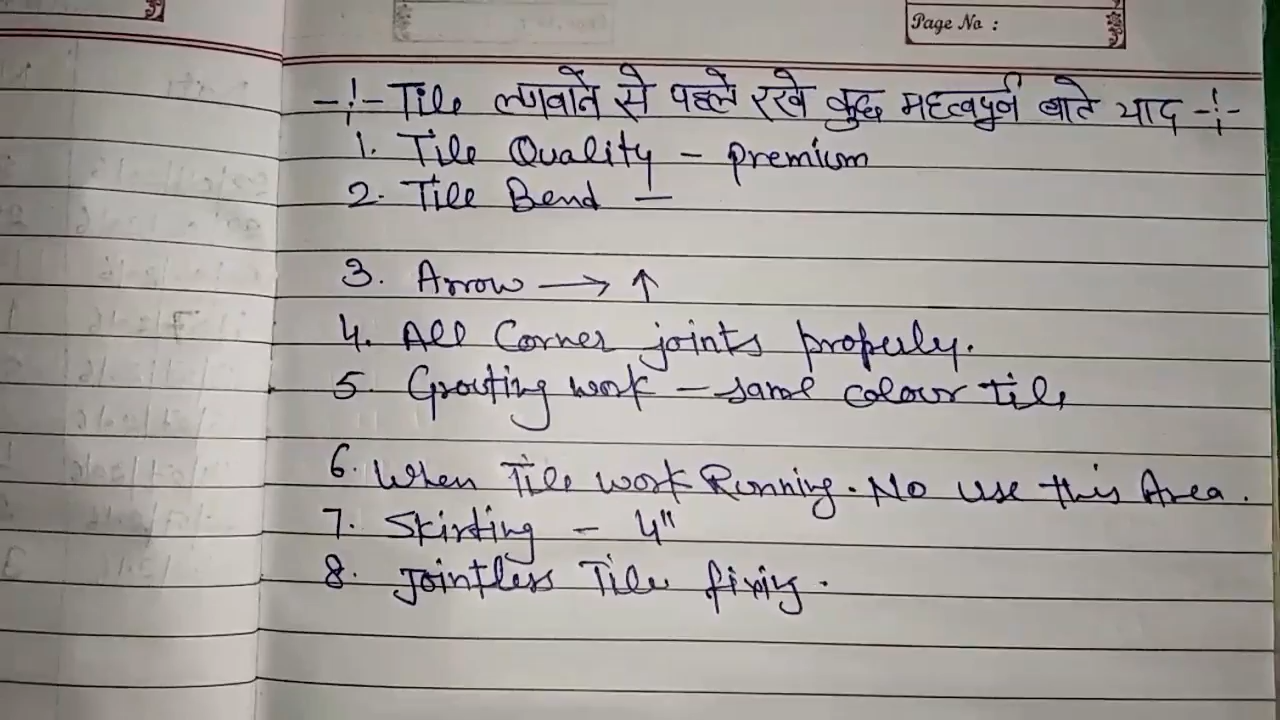 Page No :
-:- Tile लगवाने से पहले रखे कुछ महत्वपुर्न बाते याद -:-
1. Tile Quality - premium
2. Tile Bend -
3. Arrow → ↑
4. All Corner joints properly.
5. Grouting work - same colour tile
6. When Tile work Running. No use this Area.
7. Skirting - 4"
8. Jointless Tile fixing.